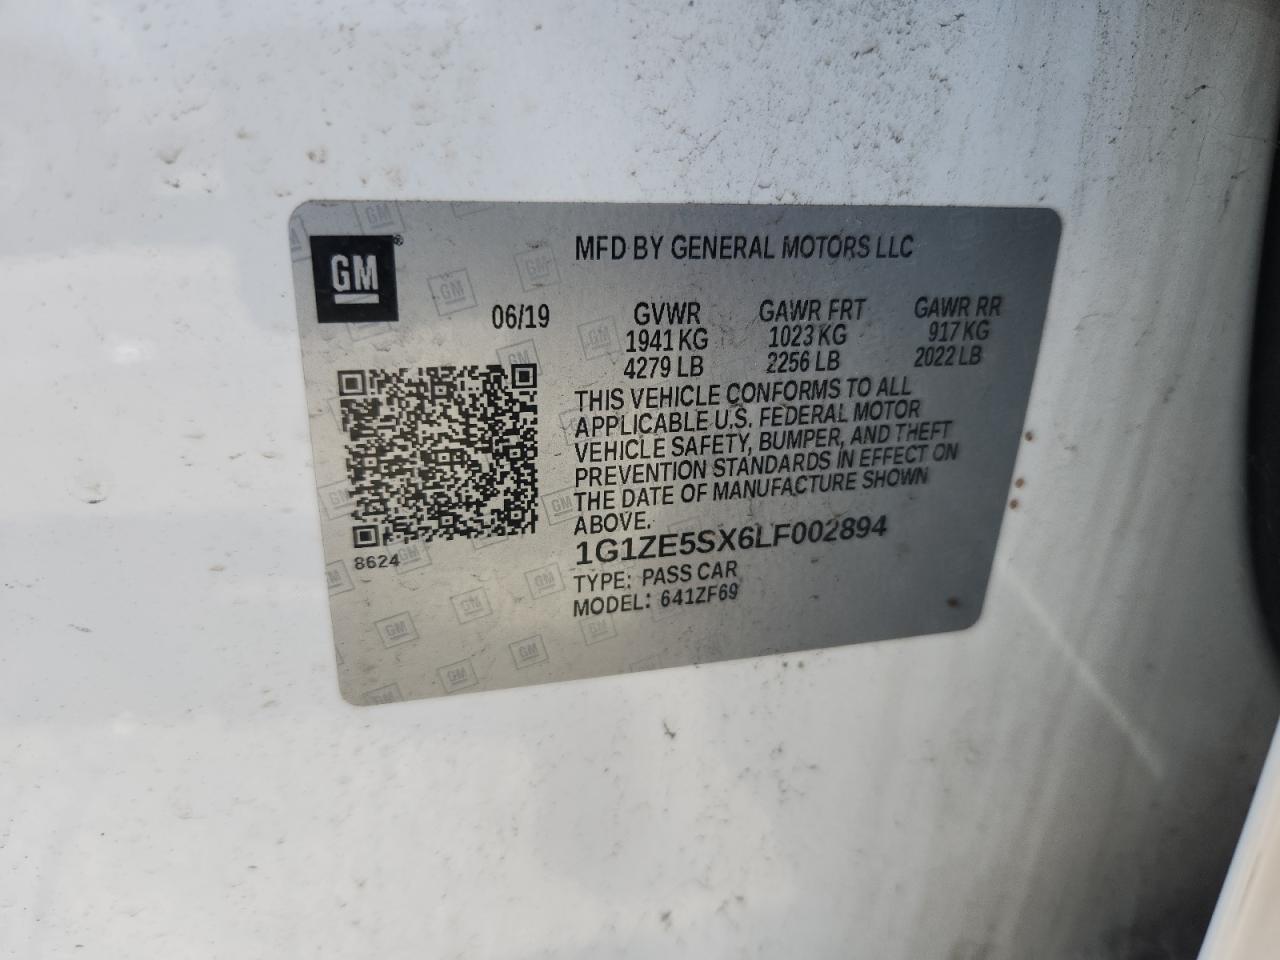 GM
MFD BY GENERAL MOTORS LLC
06/19
GVWR GAWR FRT GAWR RR
1941 KG 1023 KG 917 KG
4279 LB 2256 LB 2022 LB
THIS VEHICLE CONFORMS TO ALL
APPLICABLE U.S. FEDERAL MOTOR
VEHICLE SAFETY, BUMPER, AND THEFT
PREVENTION STANDARDS IN EFFECT ON
THE DATE OF MANUFACTURE SHOWN
ABOVE.
8624
1G1ZE5SX6LF002894
TYPE: PASS CAR
MODEL: 641ZF69